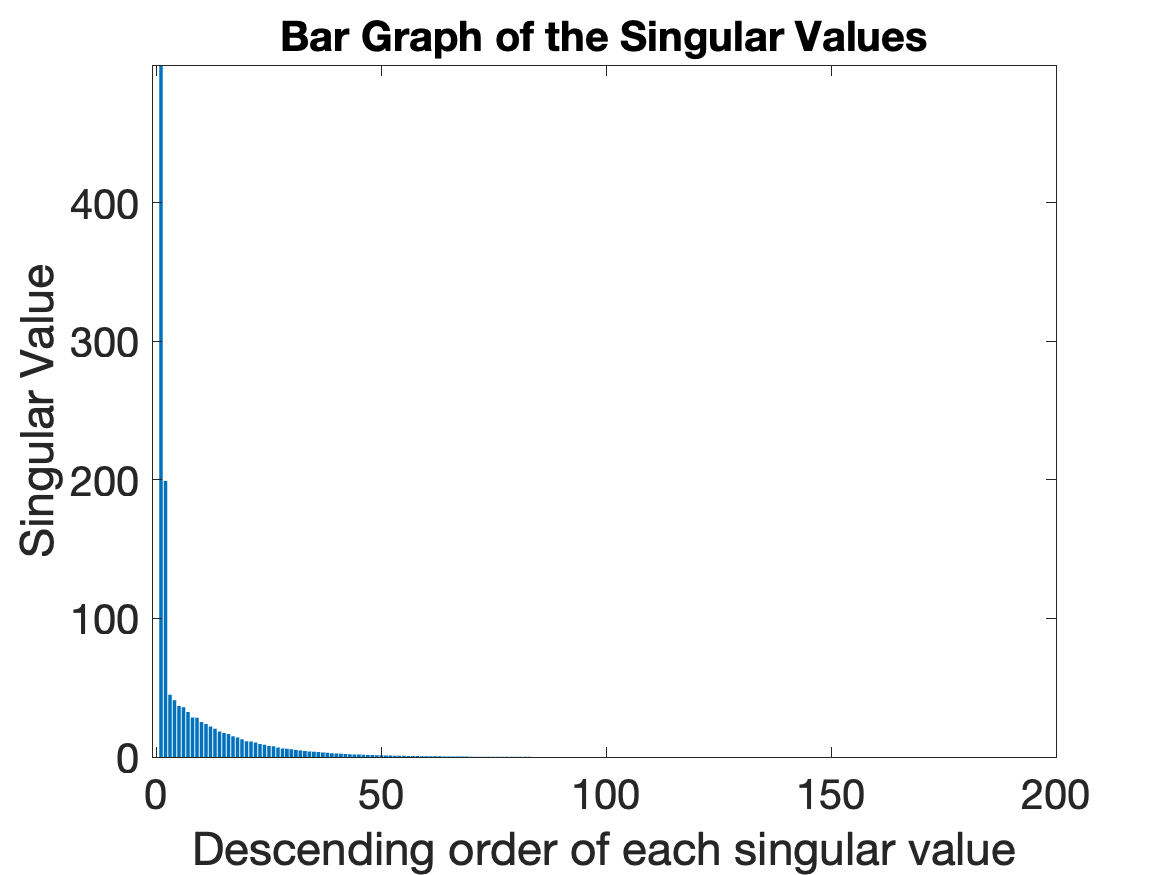 Bar Graph of the Singular Values
400
300
200
100
0
Singular Value
0 50 100 150 200
Descending order of each singular value